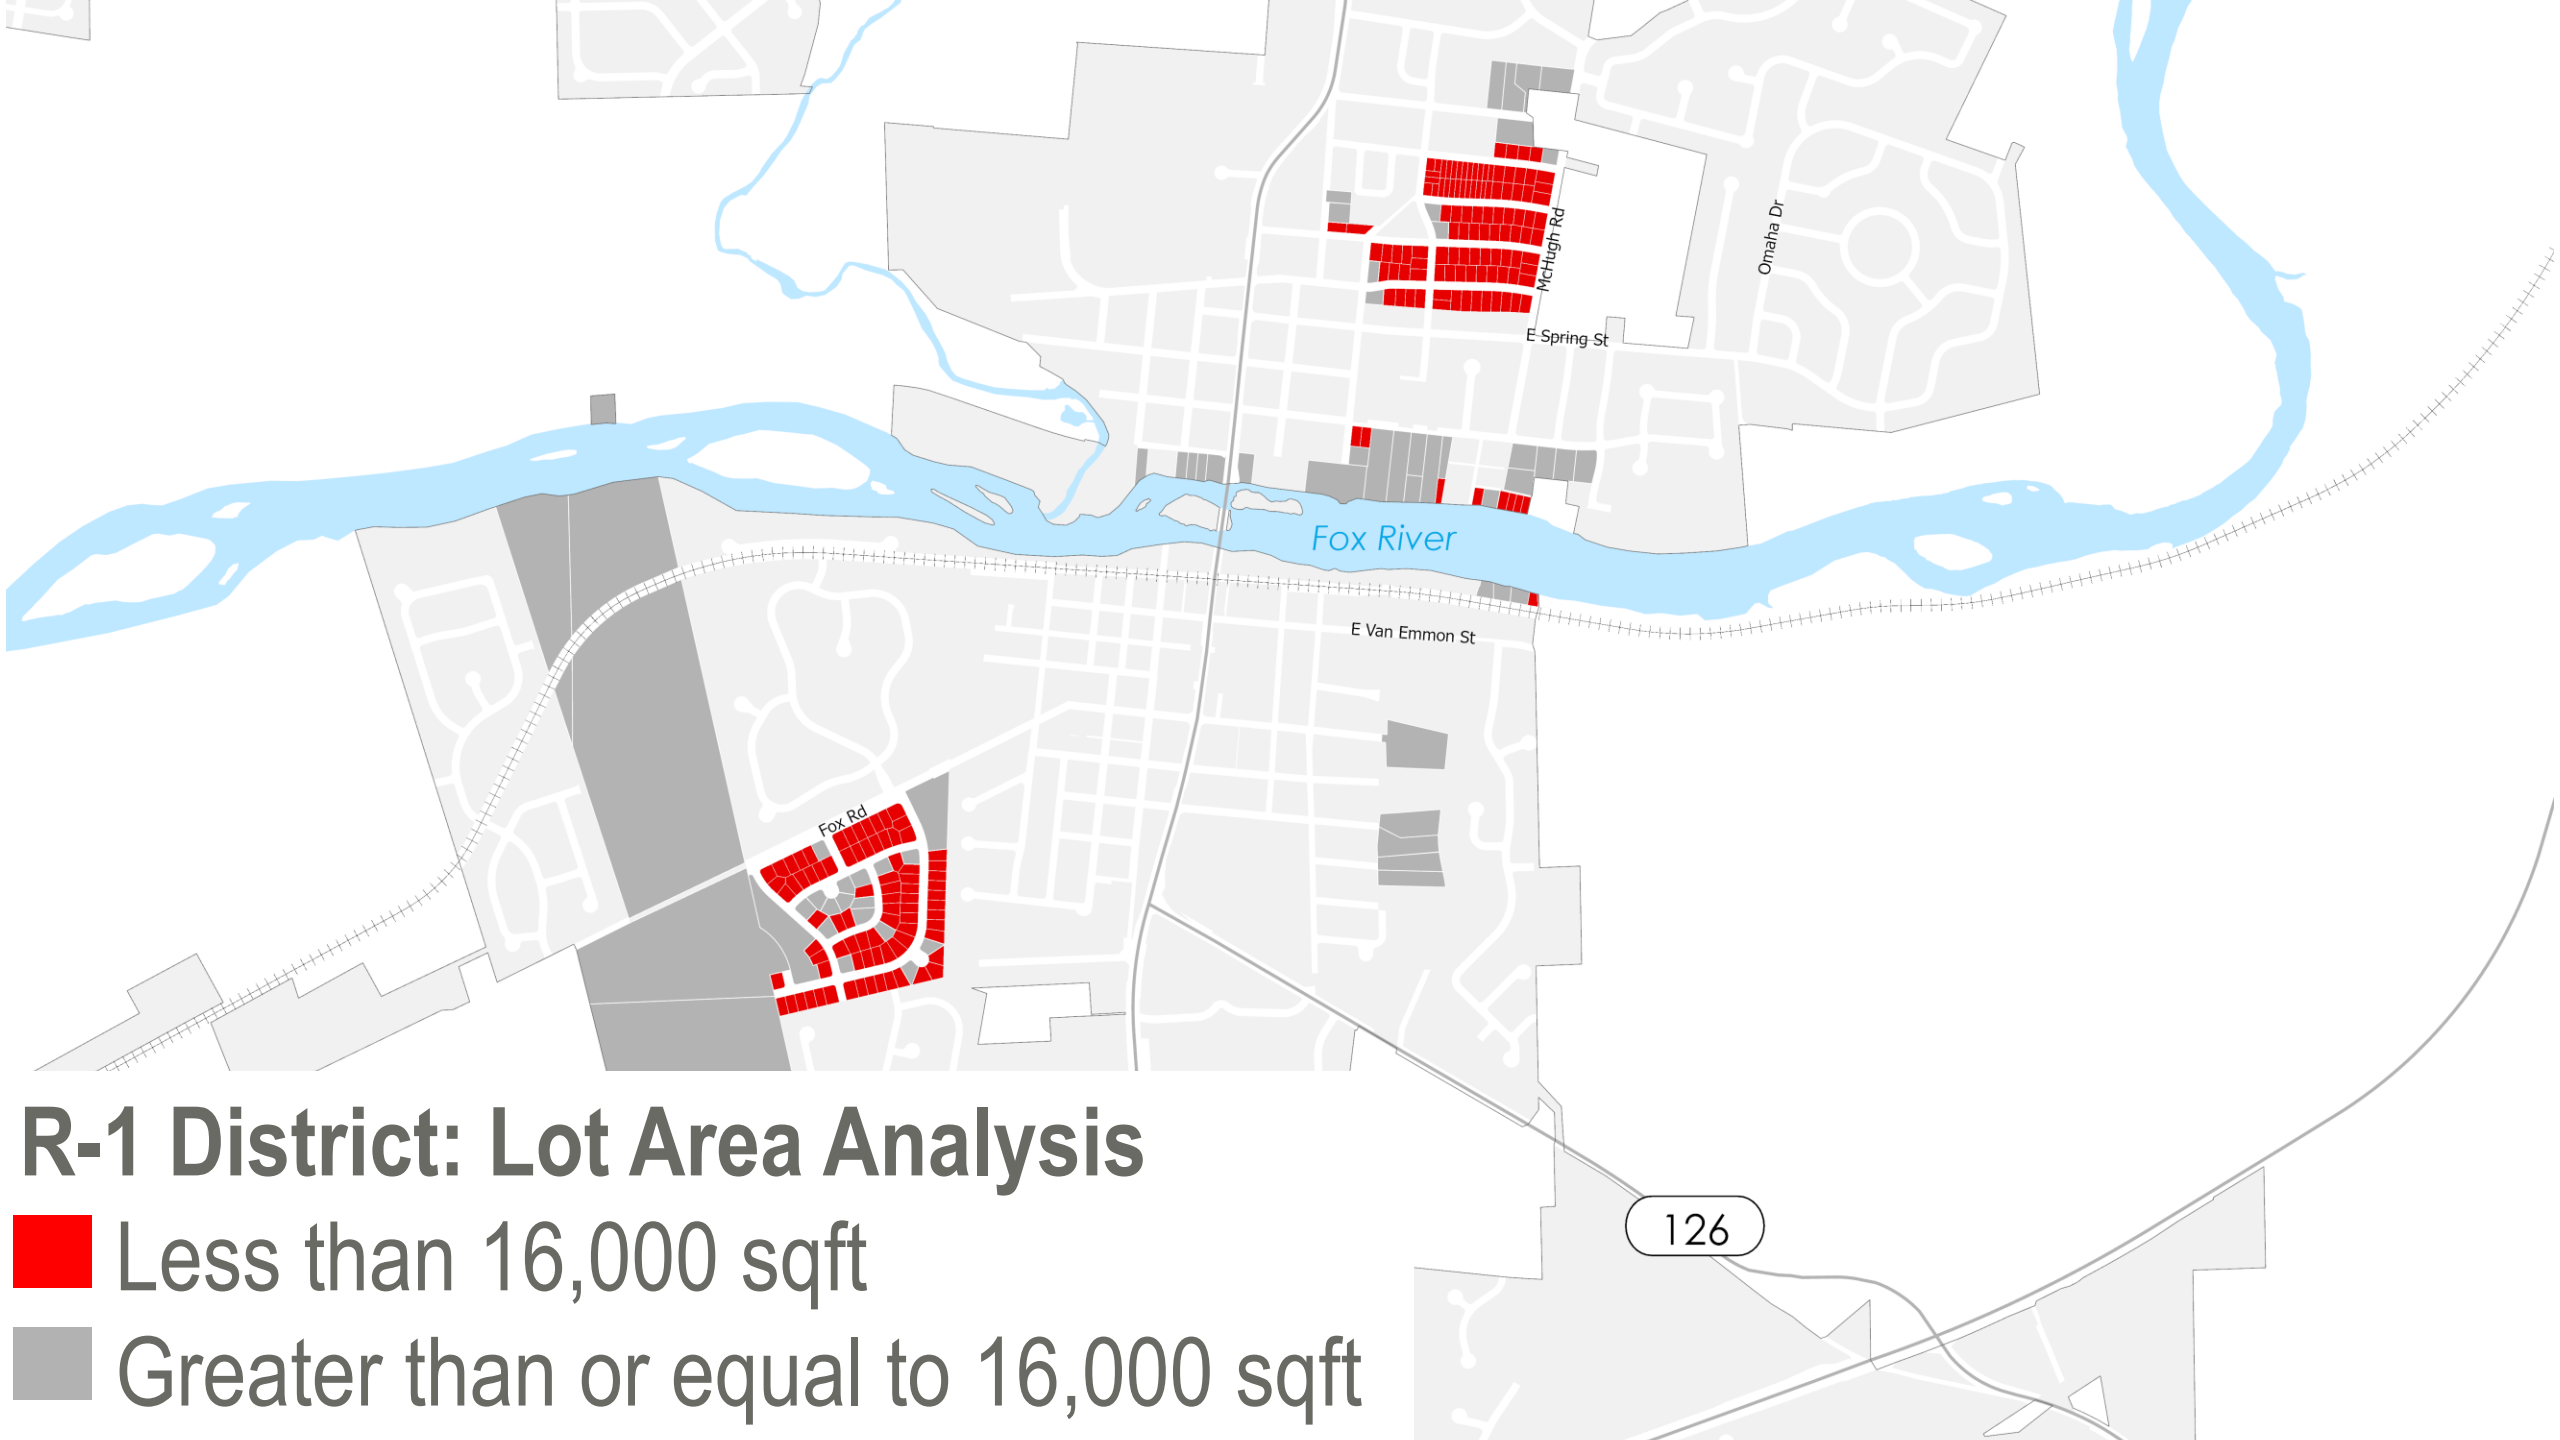 McHugh Rd
Omaha Dr
E Spring St
Fox River
E Van Emmon St
Fox Rd
R-1 District: Lot Area Analysis
Less than 16,000 sqft
126
Greater than or equal to 16,000 sqft